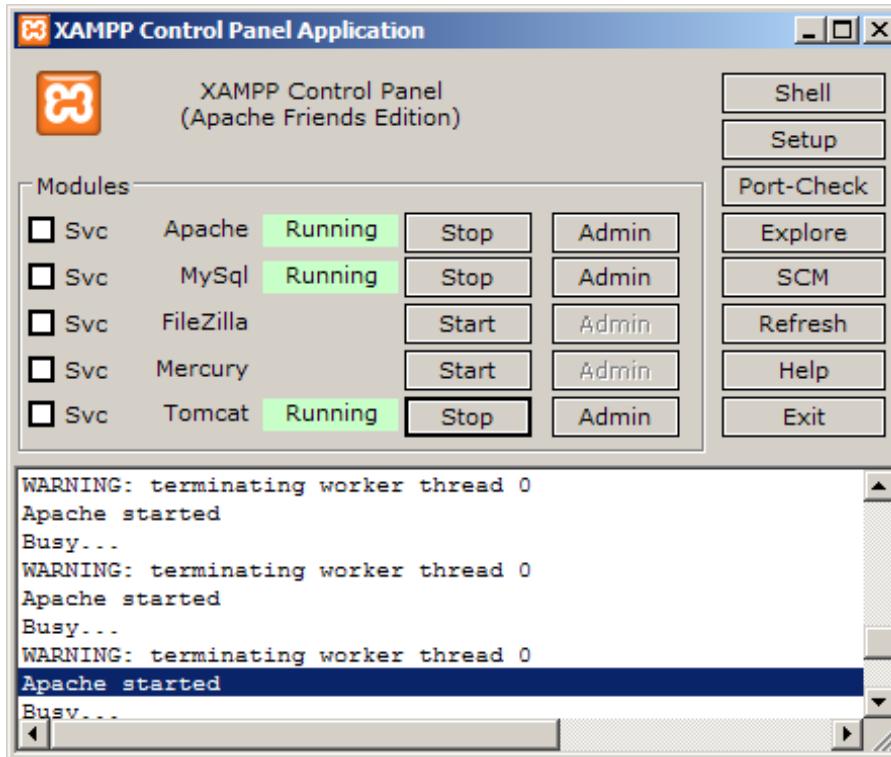 XAMPP Control Panel Application
XAMPP Control Panel
(Apache Friends Edition)
Shell
Setup
Port-Check
Explore
SCM
Refresh
Help
Exit
Modules
Svc Apache Running Stop Admin
Svc MySql Running Stop Admin
Svc FileZilla Start Admin
Svc Mercury Start Admin
Svc Tomcat Running Stop Admin
WARNING: terminating worker thread 0
Apache started
Busy...
WARNING: terminating worker thread 0
Apache started
Busy...
WARNING: terminating worker thread 0
Apache started
Busy...